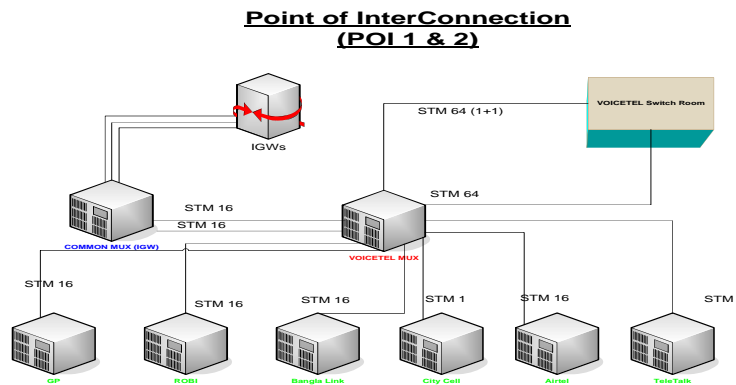 Point of InterConnection
(POI 1 & 2)
VOICETEL Switch Room
STM 64 (1+1)
IGWs
STM 64
STM 16
STM 16
COMMON MUX (IGW)
VOICETEL MUX
STM 16
STM 16
STM 16
STM 1
STM 16
STM
GP
ROBI
Bangla Link
City Cell
Airtel
TeleTalk